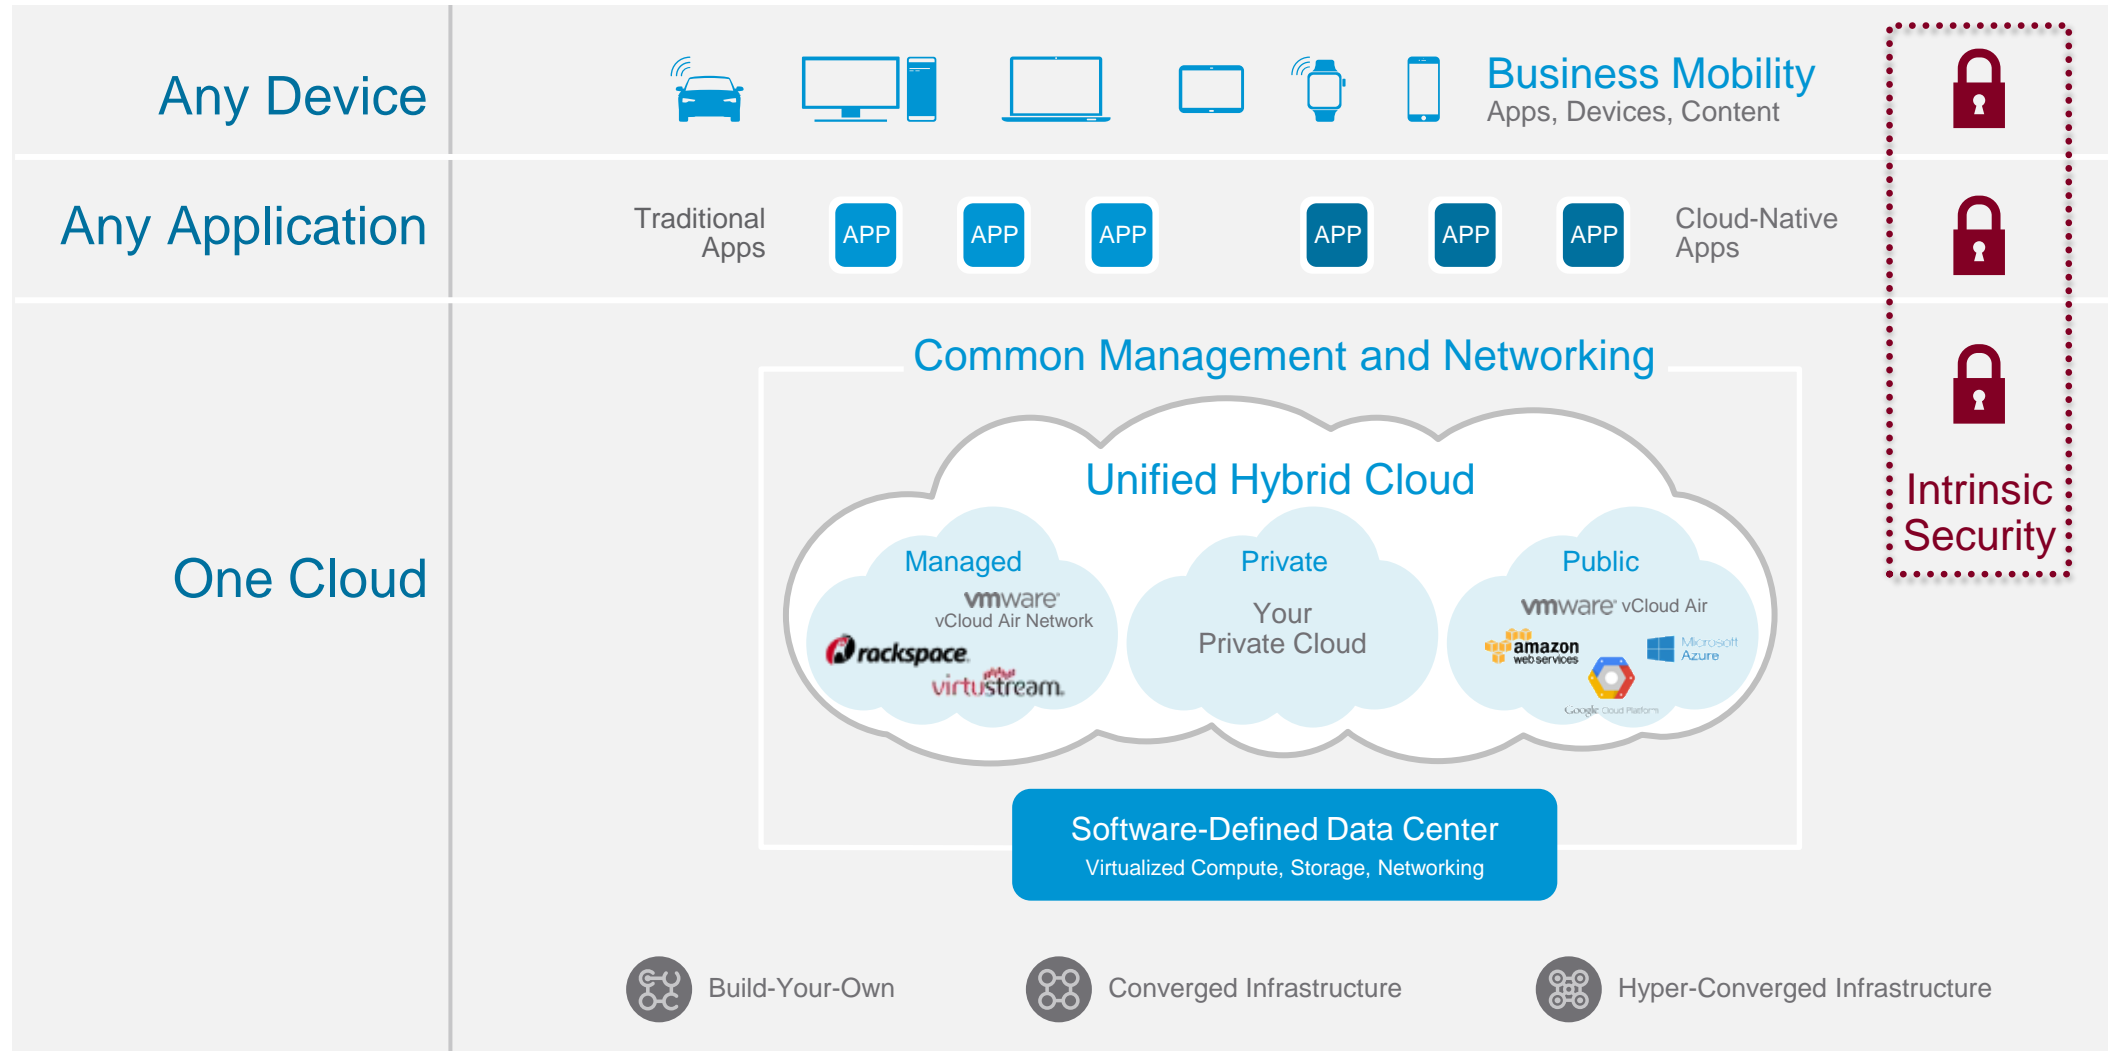 Any Device
Business Mobility
Apps, Devices, Content
Any Application
Traditional
Apps
APP
APP
APP
APP
APP
APP
Cloud-Native
Apps
Common Management and Networking
One Cloud
Unified Hybrid Cloud
Managed
vmware
vCloud Air Network
rackspace.
virtustream.
Private
Your
Private Cloud
Public
vmware vCloud Air
amazon
web services
Microsoft
Azure
Google Cloud Platform
Intrinsic
Security
Software-Defined Data Center
Virtualized Compute, Storage, Networking
Build-Your-Own
Converged Infrastructure
Hyper-Converged Infrastructure